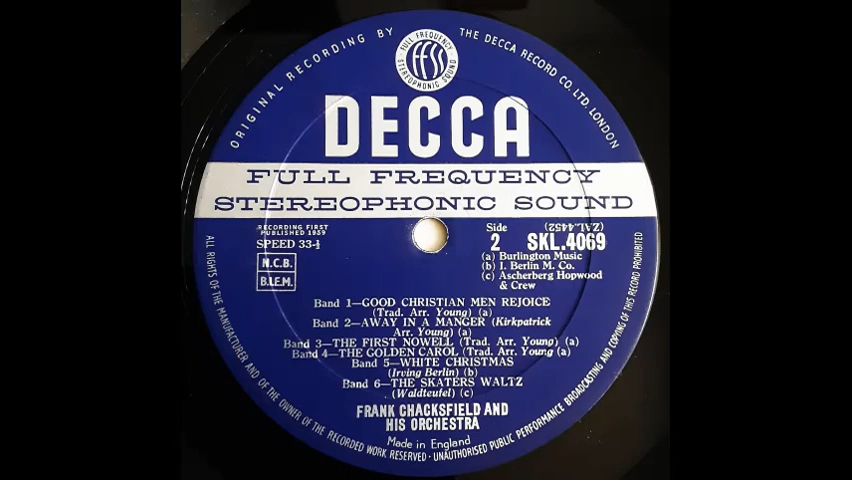 ORIGINAL RECORDING BY THE DECCA RECORD CO. LTD. LONDON
FULL FREQUENCY
FFSS
STEREOPHONIC SOUND
DECCA
FULL FREQUENCY
STEREOPHONIC SOUND
RECORDING FIRST
PUBLISHED 1959
SPEED 33-⅓
N.C.B.
B.I.E.M.
(ZAL.4452)
Side
2 SKL.4069
(a) Burlington Music
(b) I. Berlin M. Co.
(c) Ascherberg Hopwood
& Crew
Band 1—GOOD CHRISTIAN MEN REJOICE
(Trad. Arr. Young) (a)
Band 2—AWAY IN A MANGER (Kirkpatrick
Arr. Young) (a)
Band 3—THE FIRST NOWELL (Trad. Arr. Young) (a)
Band 4—THE GOLDEN CAROL (Trad. Arr. Young (a)
Band 5—WHITE CHRISTMAS
(Irving Berlin) (b)
Band 6—THE SKATERS WALTZ
(Waldteufel) (c)
FRANK CHACKSFIELD AND
HIS ORCHESTRA
Made in England
ALL RIGHTS OF THE MANUFACTURER AND OF THE OWNER OF THE RECORDED WORK RESERVED · UNAUTHORISED PUBLIC PERFORMANCE BROADCASTING AND COPYING OF THIS RECORD PROHIBITED